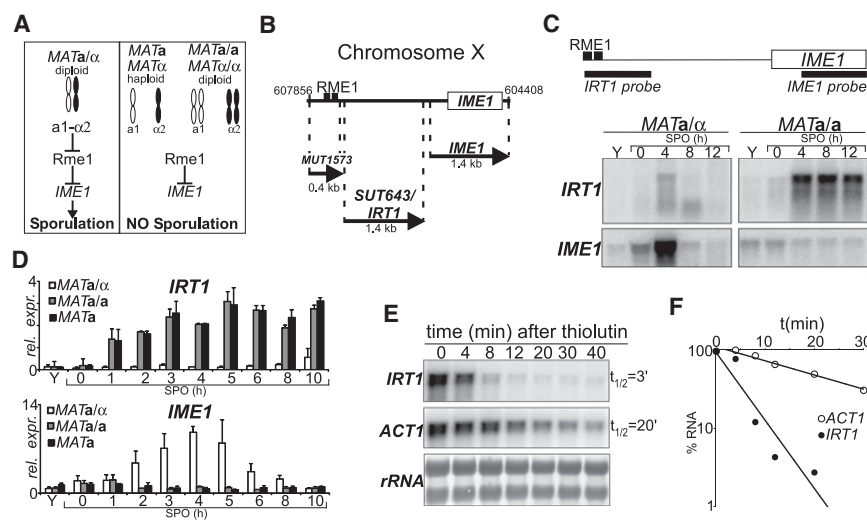 A
MATa/α
diploid
a1-α2
Rme1
IME1
Sporulation
MATa
MATα
haploid
MATa/a
MATα/α
diploid
a1 α2 a1 α2
Rme1
IME1
NO Sporulation
B
Chromosome X
607856 RME1 IME1 604408
MUT1573
0.4 kb
SUT643/
IRT1
1.4 kb
IME1
1.4 kb
C
RME1
IME1
IRT1 probe IME1 probe
MATa/α MATa/a
SPO (h) SPO (h)
Y 0 4 8 12 Y 0 4 8 12
IRT1
IME1
D
IRT1
rel. expr.
4
0
MATa/α
MATa/a
MATa
Y 0 1 2 3 4 5 6 8 10
SPO (h)
IME1
rel. expr.
14
0
MATa/α
MATa/a
MATa
Y 0 1 2 3 4 5 6 8 10
SPO (h)
E
time (min) after thiolutin
0 4 8 12 20 30 40
IRT1 t1/2=3'
ACT1 t1/2=20'
rRNA
F
t(min)
0 10 20 30
100
10
1
% RNA
ACT1
IRT1